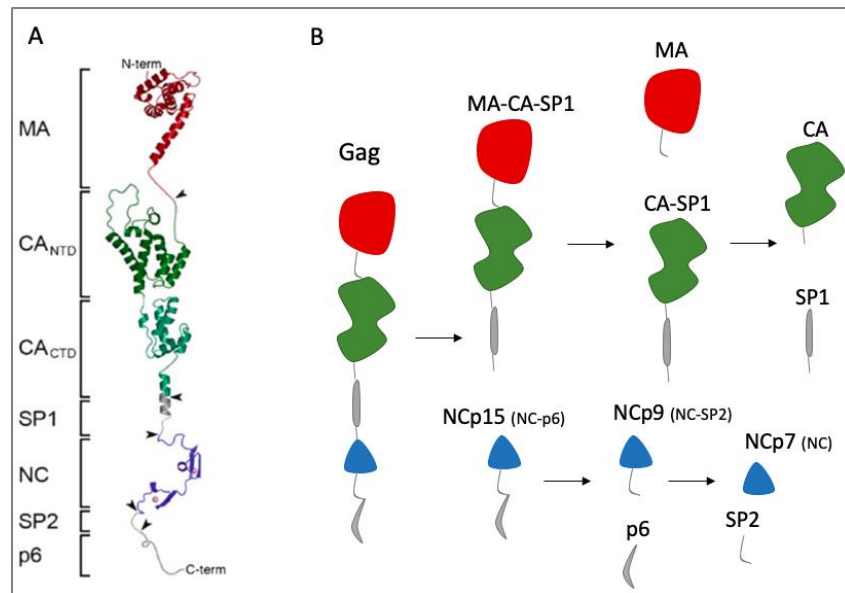 A
N-term
MA
CANTD
CACTD
SP1
NC
SP2
p6
C-term
B
Gag
MA-CA-SP1
MA
CA-SP1
CA
SP1
NCp15 (NC-p6)
NCp9 (NC-SP2)
NCp7 (NC)
p6
SP2